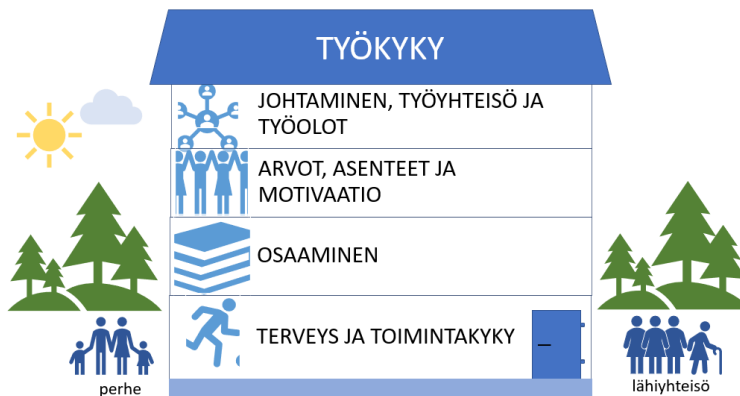 TYÖKYKY
JOHTAMINEN, TYÖYHTEISÖ JA
TYÖOLOT
ARVOT, ASENTEET JA
MOTIVAATIO
OSAAMINEN
TERVEYS JA TOIMINTAKYKY
perhe
lähiyhteisö